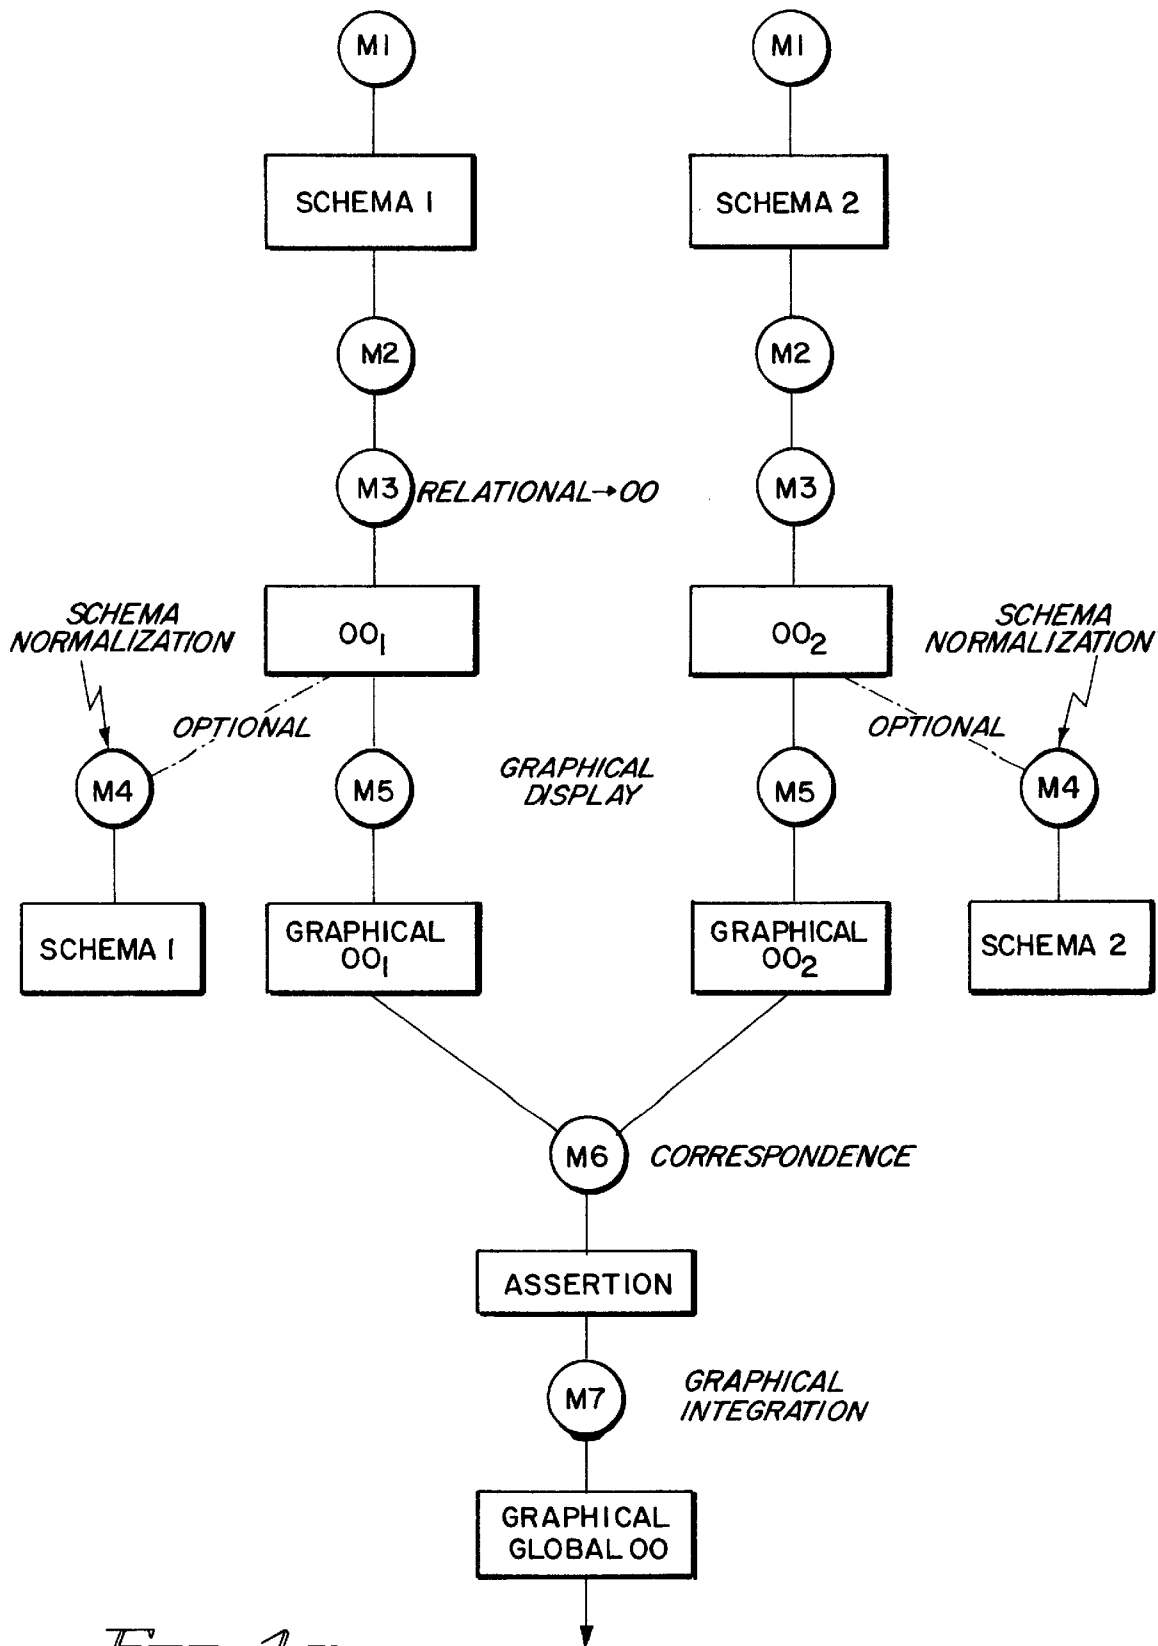 M1
M1
SCHEMA 1
SCHEMA 2
M2
M2
M3
RELATIONAL→OO
M3
SCHEMA
NORMALIZATION
OO1
OO2
SCHEMA
NORMALIZATION
OPTIONAL
OPTIONAL
M4
M5
GRAPHICAL
DISPLAY
M5
M4
SCHEMA 1
GRAPHICAL
OO1
GRAPHICAL
OO2
SCHEMA 2
M6
CORRESPONDENCE
ASSERTION
M7
GRAPHICAL
INTEGRATION
GRAPHICAL
GLOBAL OO